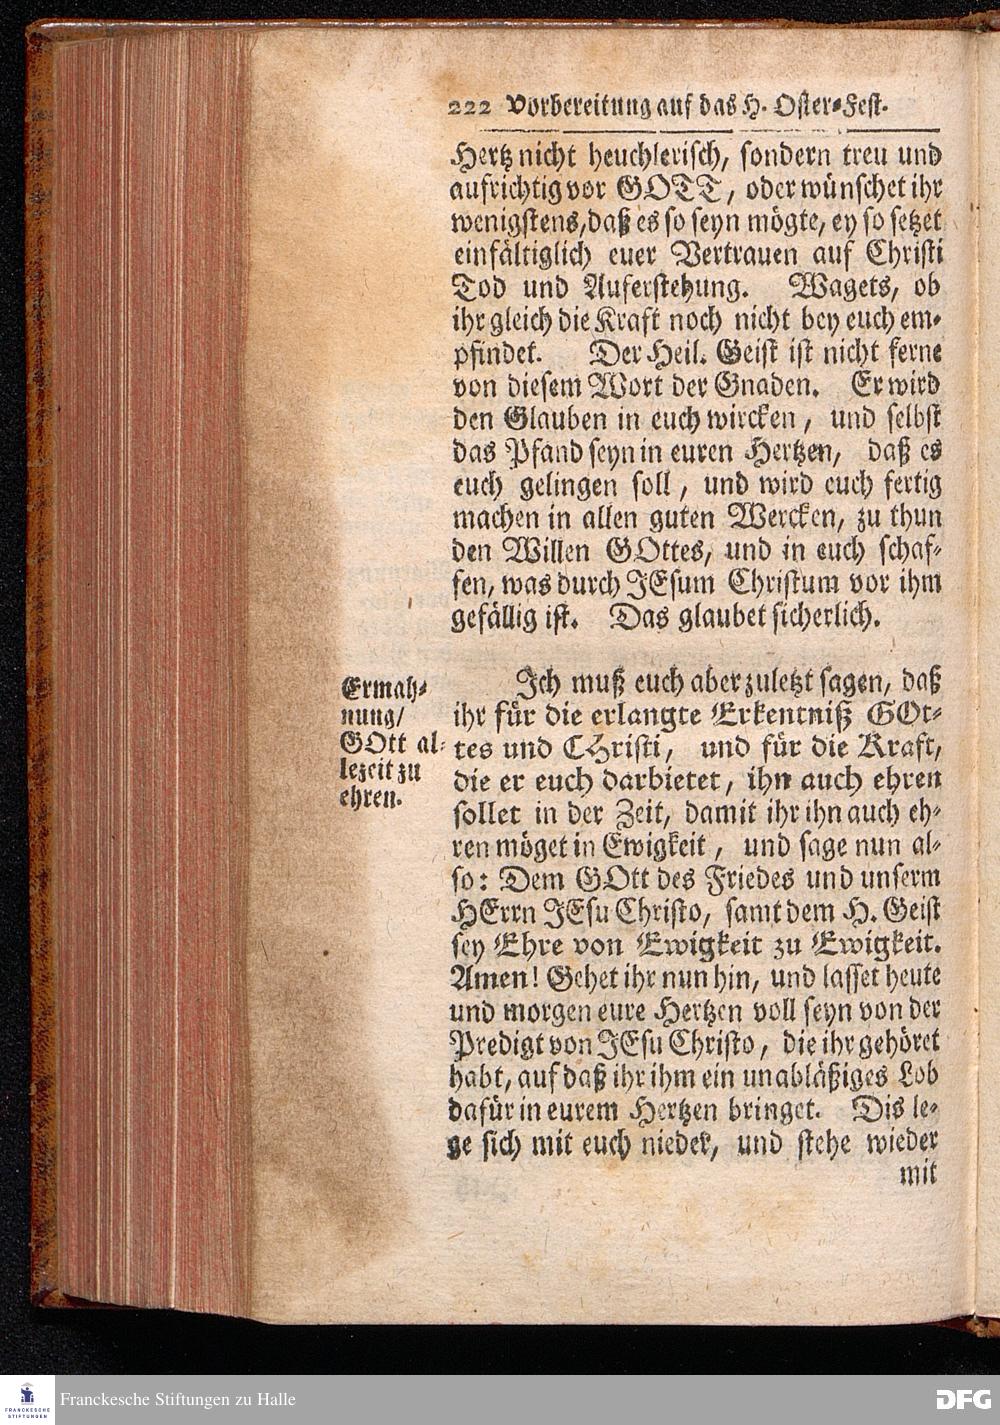 222 Vorbereitung auf das H. Oster-Fest.
Hertz nicht heuchlerisch, sondern treu und
aufrichtig vor GOTT, oder wünschet ihr
wenigstens, daß es so seyn mögte, ey so setzet
einfältiglich euer Vertrauen auf Christi
Tod und Auferstehung. Wagets, ob
ihr gleich die Kraft noch nicht bey euch em-
pfindet. Der Heil. Geist ist nicht ferne
von diesem Wort der Gnaden. Er wird
den Glauben in euch wircken, und selbst
das Pfand seyn in euren Hertzen, daß es
euch gelingen soll, und wird euch fertig
machen in allen guten Wercken, zu thun
den Willen GOttes, und in euch schaf-
fen, was durch JEsum Christum vor ihm
gefällig ist. Das glaubet sicherlich.
Ich muß euch aber zuletzt sagen, daß
ihr für die erlangte Erkentniß GOt-
tes und CHristi, und für die Kraft,
die er euch darbietet, ihn auch ehren
sollet in der Zeit, damit ihr ihn auch eh-
ren möget in Ewigkeit, und sage nun al-
so: Dem GOtt des Friedes und unserm
HErrn JEsu Christo, samt dem H. Geist
sey Ehre von Ewigkeit zu Ewigkeit.
Amen! Gehet ihr nun hin, und lasset heute
und morgen eure Hertzen voll seyn von der
Predigt von JEsu Christo, die ihr gehöret
habt, auf daß ihr ihm ein unabläßiges Lob
dafür in eurem Hertzen bringet. Dis le-
ge sich mit euch nieder, und stehe wieder
mit
Ermah-
nung/
GOtt al-
lezeit zu
ehren.
FRANCKESCHE
STIFTUNGEN
Franckesche Stiftungen zu Halle
DFG